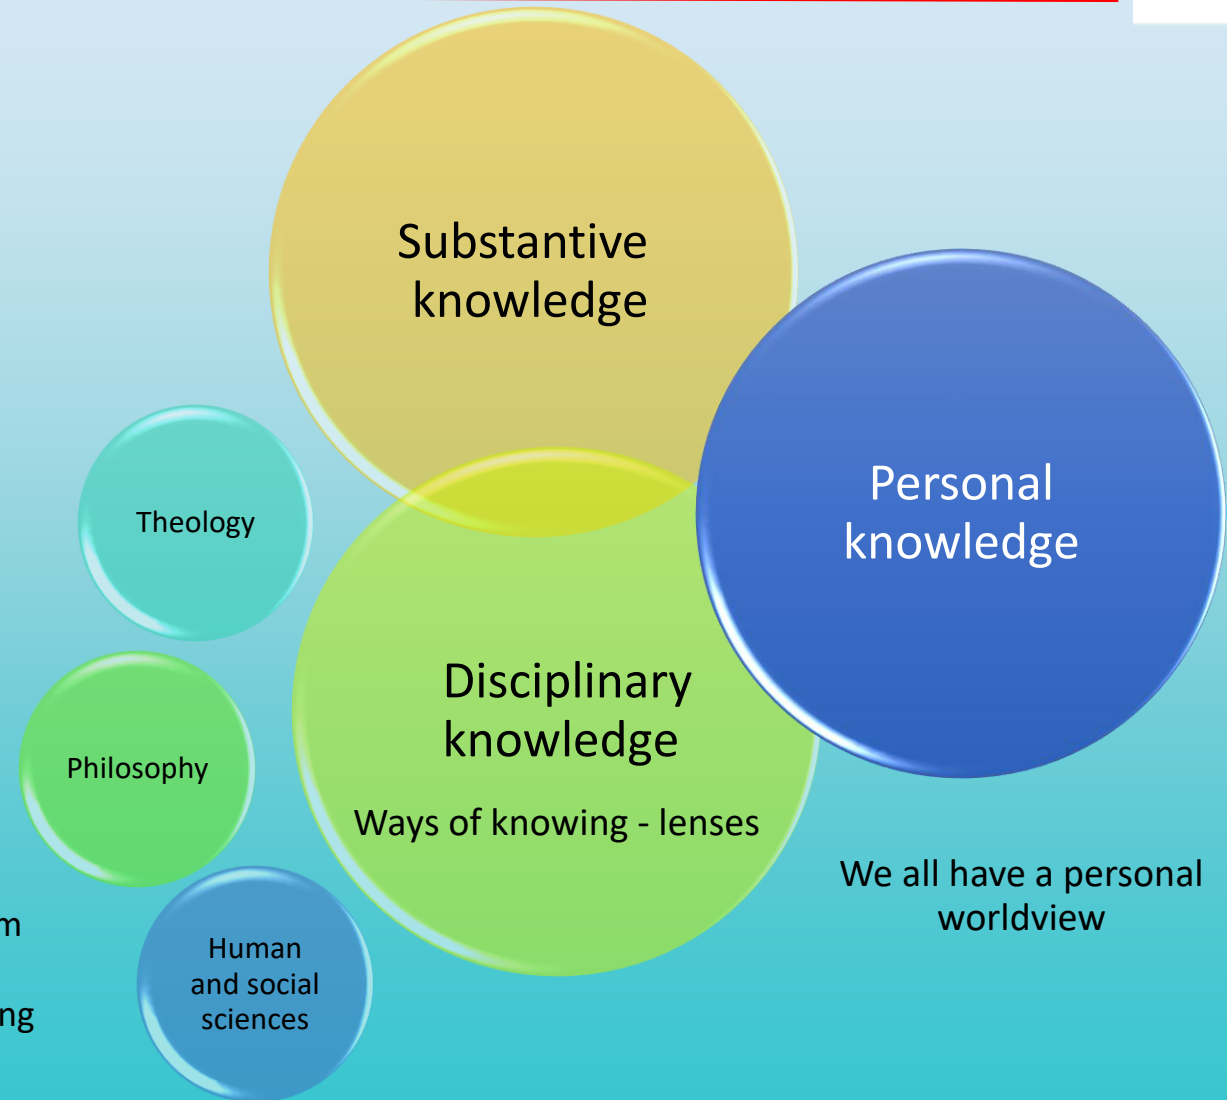 Substantive
knowledge
Personal
knowledge
Theology
Disciplinary
knowledge
Philosophy
Ways of knowing - lenses
We all have a personal
worldview
Human
and social
sciences